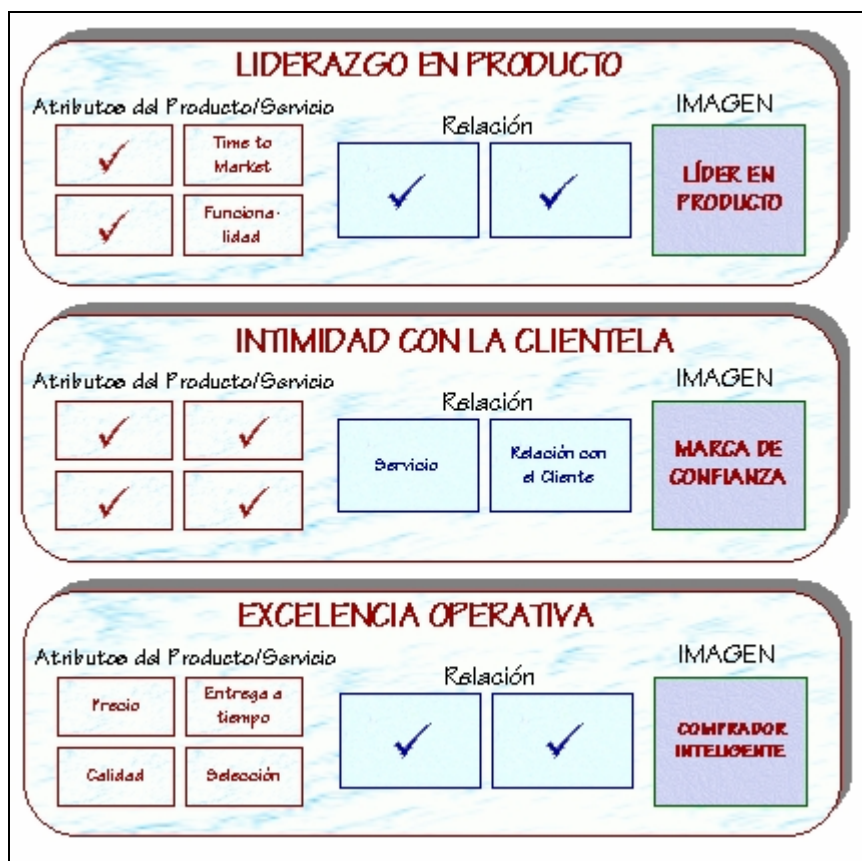 LIDERAZGO EN PRODUCTO
Atributos del Producto/Servicio
Relación
IMAGEN
✓
Time to
Market
✓
Funciona-
lidad
✓
✓
LÍDER EN
PRODUCTO
INTIMIDAD CON LA CLIENTELA
Atributos del Producto/Servicio
Relación
IMAGEN
✓
✓
✓
✓
Servicio
Relación con
el Cliente
MARCA DE
CONFIANZA
EXCELENCIA OPERATIVA
Atributos del Producto/Servicio
Relación
IMAGEN
Precio
Entrega a
tiempo
Calidad
Selección
✓
✓
COMPRADOR
INTELIGENTE